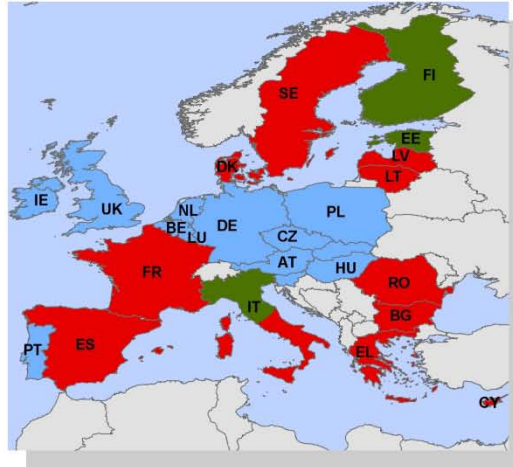 FI
SE
EE
LV
DK
LT
IE
UK
NL
PL
BE
DE
LU
CZ
AT
HU
FR
RO
IT
BG
PT
ES
EL
CY